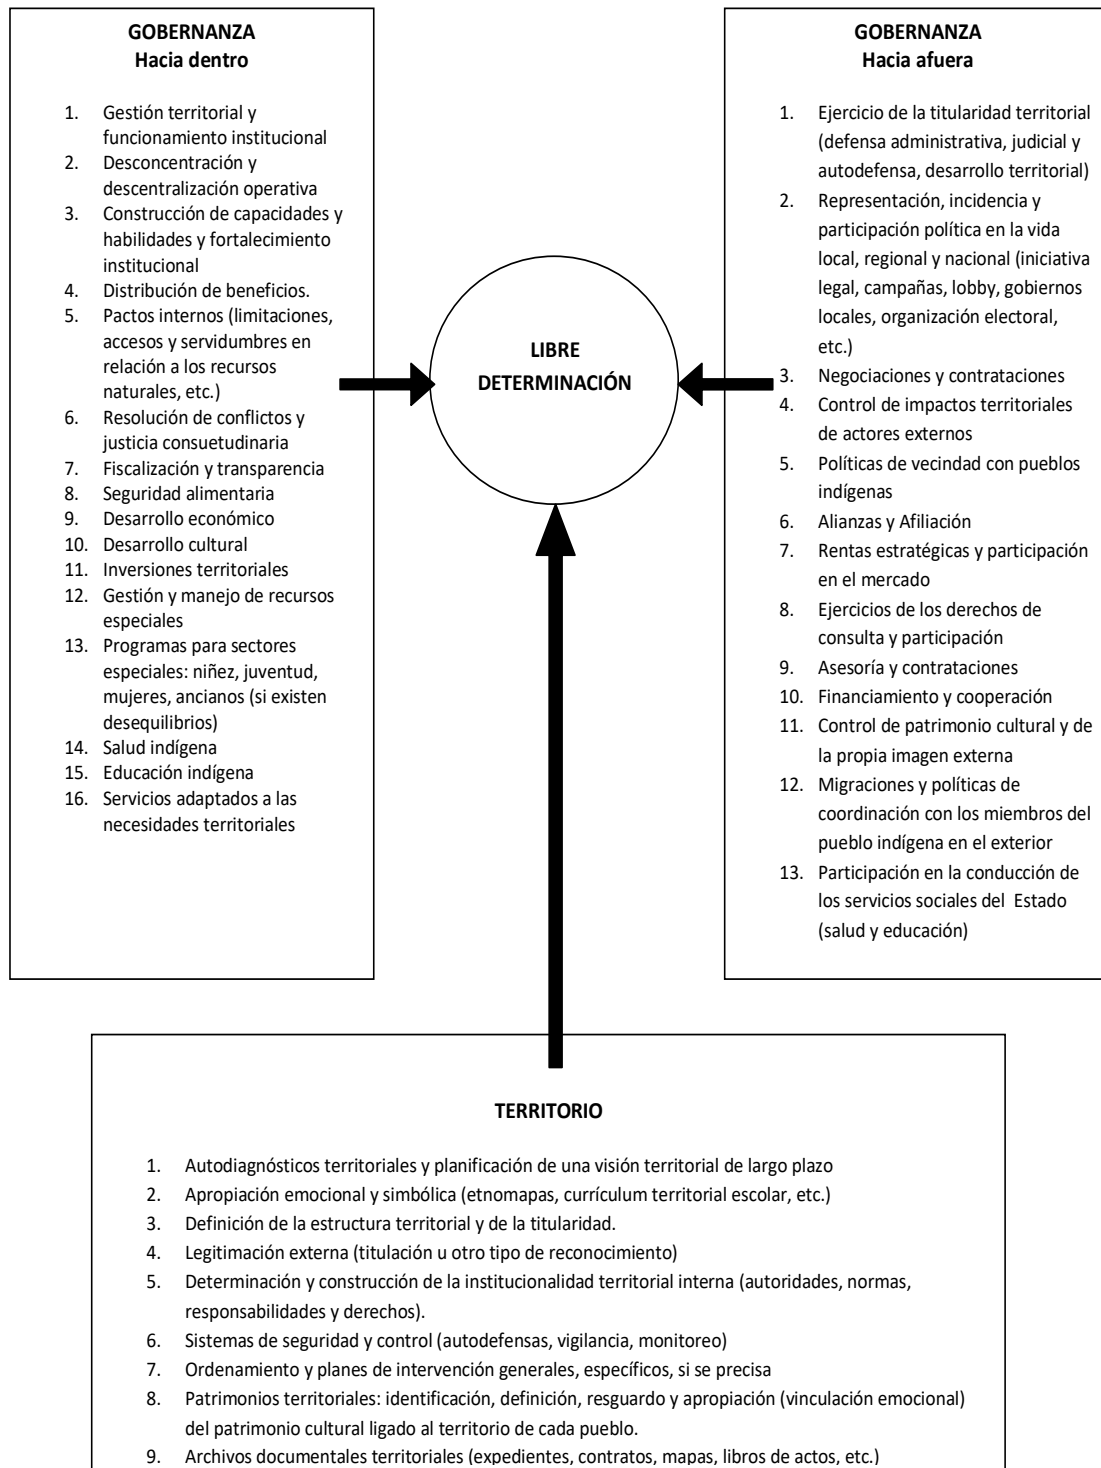 GOBERNANZA
Hacia dentro
1. Gestión territorial y
funcionamiento institucional
2. Desconcentración y
descentralización operativa
3. Construcción de capacidades y
habilidades y fortalecimiento
institucional
4. Distribución de beneficios.
5. Pactos internos (limitaciones,
accesos y servidumbres en
relación a los recursos
naturales, etc.)
6. Resolución de conflictos y
justicia consuetudinaria
7. Fiscalización y transparencia
8. Seguridad alimentaria
9. Desarrollo económico
10. Desarrollo cultural
11. Inversiones territoriales
12. Gestión y manejo de recursos
especiales
13. Programas para sectores
especiales: niñez, juventud,
mujeres, ancianos (si existen
desequilibrios)
14. Salud indígena
15. Educación indígena
16. Servicios adaptados a las
necesidades territoriales
LIBRE
DETERMINACIÓN
GOBERNANZA
Hacia afuera
1. Ejercicio de la titularidad territorial
(defensa administrativa, judicial y
autodefensa, desarrollo territorial)
2. Representación, incidencia y
participación política en la vida
local, regional y nacional (iniciativa
legal, campañas, lobby, gobiernos
locales, organización electoral,
etc.)
3. Negociaciones y contrataciones
4. Control de impactos territoriales
de actores externos
5. Políticas de vecindad con pueblos
indígenas
6. Alianzas y Afiliación
7. Rentas estratégicas y participación
en el mercado
8. Ejercicios de los derechos de
consulta y participación
9. Asesoría y contrataciones
10. Financiamiento y cooperación
11. Control de patrimonio cultural y de
la propia imagen externa
12. Migraciones y políticas de
coordinación con los miembros del
pueblo indígena en el exterior
13. Participación en la conducción de
los servicios sociales del Estado
(salud y educación)
TERRITORIO
1. Autodiagnósticos territoriales y planificación de una visión territorial de largo plazo
2. Apropiación emocional y simbólica (etnomapas, currículum territorial escolar, etc.)
3. Definición de la estructura territorial y de la titularidad.
4. Legitimación externa (titulación u otro tipo de reconocimiento)
5. Determinación y construcción de la institucionalidad territorial interna (autoridades, normas,
responsabilidades y derechos).
6. Sistemas de seguridad y control (autodefensas, vigilancia, monitoreo)
7. Ordenamiento y planes de intervención generales, específicos, si se precisa
8. Patrimonios territoriales: identificación, definición, resguardo y apropiación (vinculación emocional)
del patrimonio cultural ligado al territorio de cada pueblo.
9. Archivos documentales territoriales (expedientes, contratos, mapas, libros de actos, etc.)